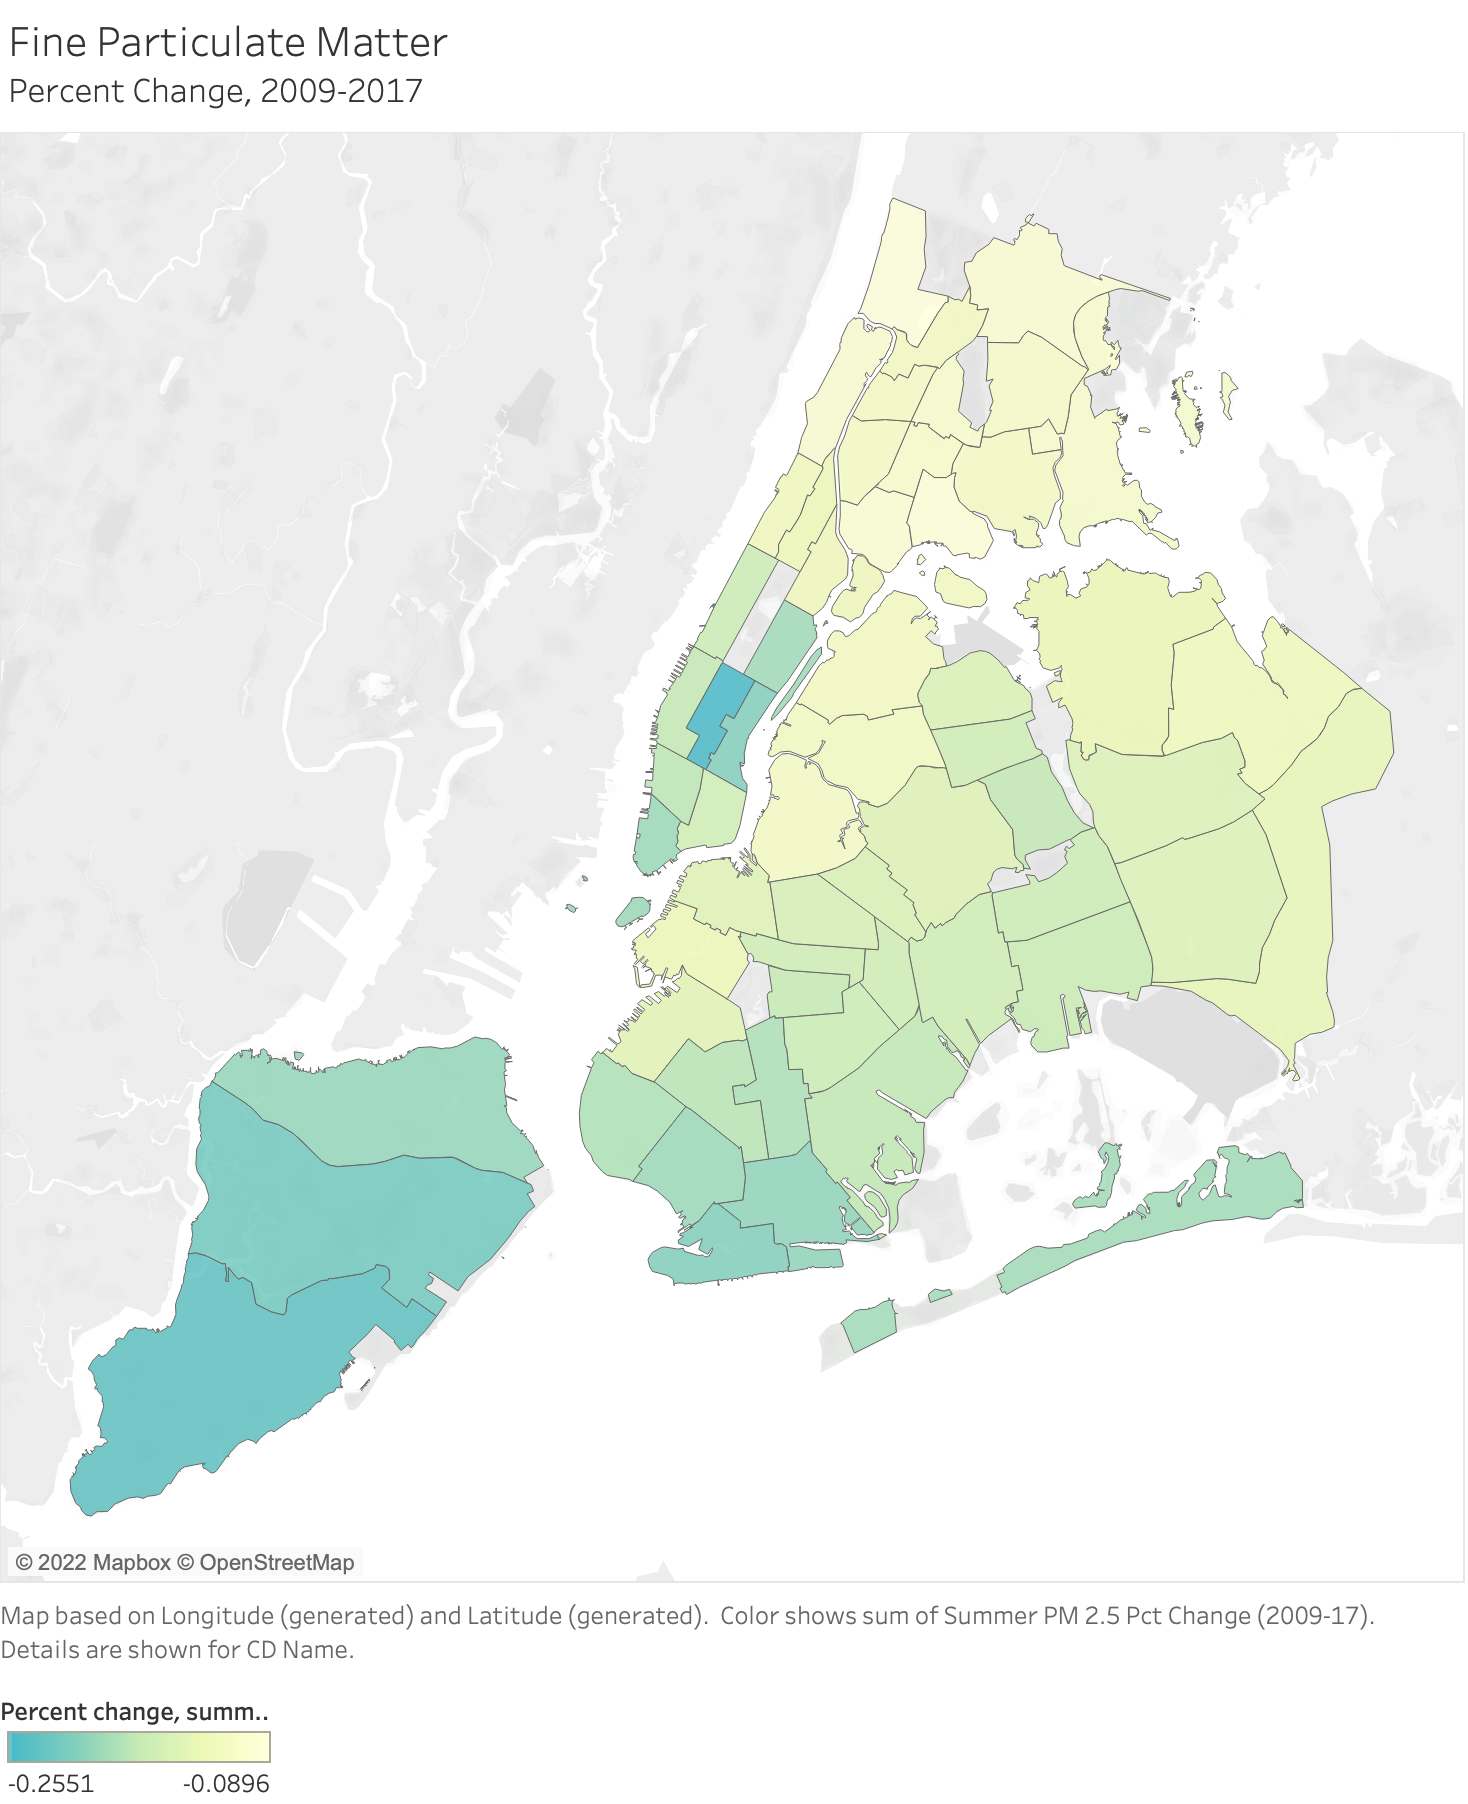 Fine Particulate Matter
Percent Change, 2009-2017
© 2022 Mapbox © OpenStreetMap
Map based on Longitude (generated) and Latitude (generated).  Color shows sum of Summer PM 2.5 Pct Change (2009-17).
Details are shown for CD Name.
Percent change, summ..
-0.2551 -0.0896